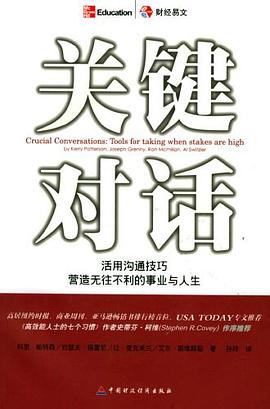 Education 财经易文
关键
Crucial Conversations: Tools for taking when stakes are high
by Kerry Patterson, Joseph Grenny, Ron Mcmillan, Al Switzler
对话
活用沟通技巧
营造无往不利的事业与人生
高居纽约时报、商业周刊、亚马逊畅销书排行榜首位,USA TODAY专文推荐
《高效能人士的七个习惯》作者史蒂芬·柯维(Stephen R.Covey)作序推荐
中国财政经济出版社